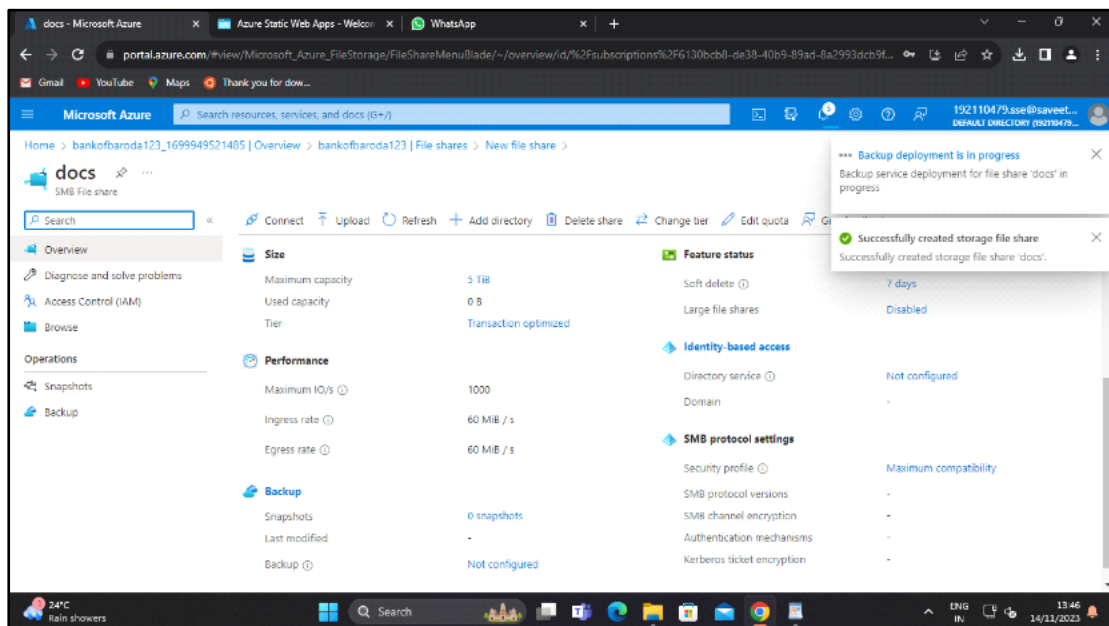 docs - Microsoft Azure
Azure Static Web Apps - Welcon
WhatsApp
portal.azure.com/#view/Microsoft_Azure_FileStorage/FileShareMenuBlade/~/overview/id/%2Fsubscriptions%2F6130bcb8-de38-40b9-89ad-8a2993dcb9f...
Gmail YouTube Maps Thank you for dow...
Microsoft Azure
Search resources, services, and docs (G+/)
5
192110479.sse@saveet...
DEFAULT DIRECTORY (192110479...
Home > bankofbaroda123_1699949521485 | Overview > bankofbaroda123 | File shares > New file share >
docs
SMB File share
Backup deployment is in progress
Backup service deployment for file share 'docs' in
progress
Successfully created storage file share
Successfully created storage file share 'docs'.
Search
Overview
Diagnose and solve problems
Access Control (IAM)
Browse
Operations
Snapshots
Backup
Connect Upload Refresh Add directory Delete share Change tier Edit quota
Size
Maximum capacity 5 TiB
Used capacity 0 B
Tier Transaction optimized
Performance
Maximum IO/s 1000
Ingress rate 60 MiB / s
Egress rate 60 MiB / s
Backup
Snapshots 0 snapshots
Last modified -
Backup Not configured
Feature status
Soft delete 7 days
Large file shares Disabled
Identity-based access
Directory service Not configured
Domain -
SMB protocol settings
Security profile Maximum compatibility
SMB protocol versions -
SMB channel encryption -
Authentication mechanisms -
Kerberos ticket encryption -
24°C
Rain showers
Search
ENG
IN
13:46
14/11/2023